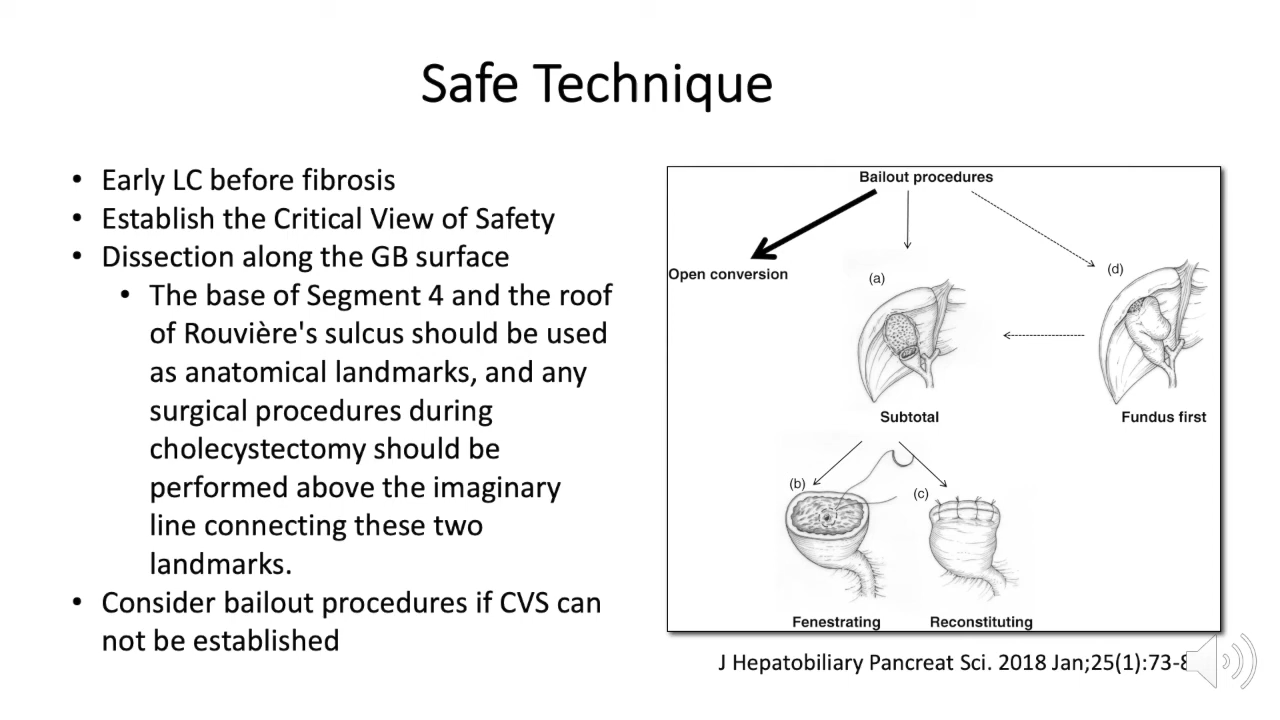 Safe Technique
• Early LC before fibrosis
• Establish the Critical View of Safety
• Dissection along the GB surface
• The base of Segment 4 and the roof
of Rouvière's sulcus should be used
as anatomical landmarks, and any
surgical procedures during
cholecystectomy should be
performed above the imaginary
line connecting these two
landmarks.
• Consider bailout procedures if CVS can
not be established
Bailout procedures
Open conversion
(a)
(d)
Subtotal
Fundus first
(b)
(c)
Fenestrating
Reconstituting
J Hepatobiliary Pancreat Sci. 2018 Jan;25(1):73-